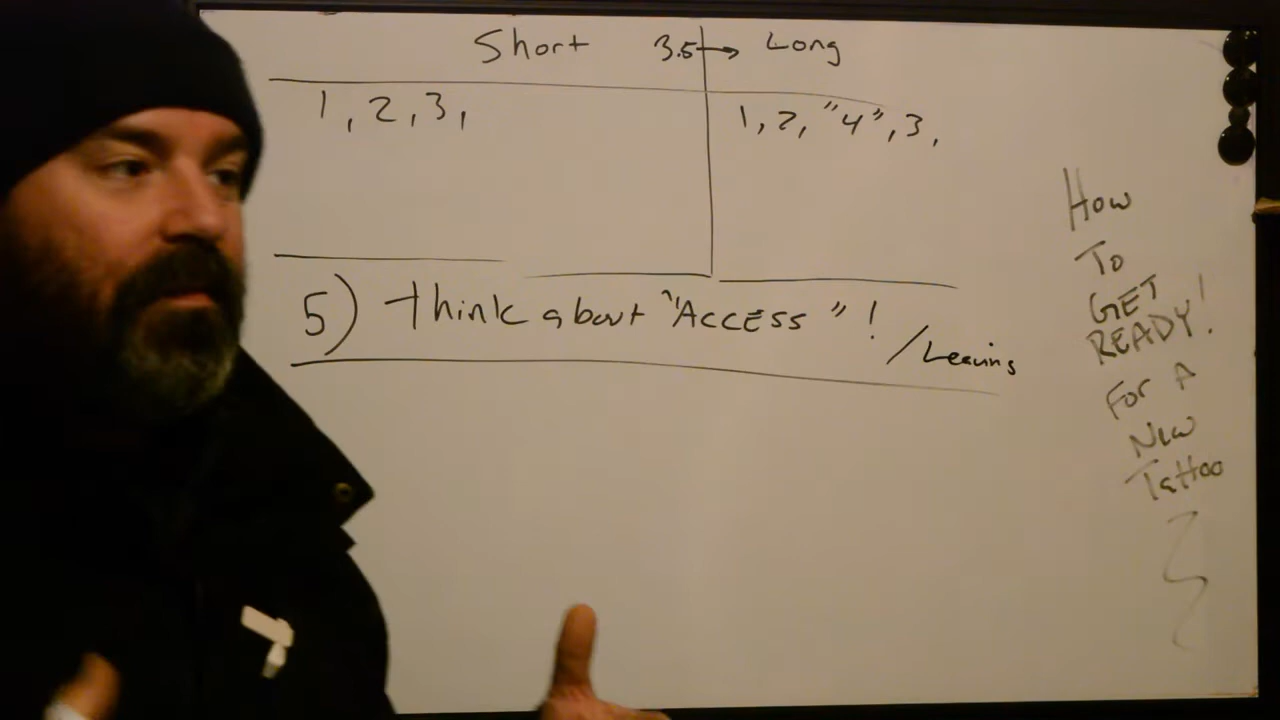 Short 3.5→ Long
1, 2, 3,
1, 2, "4", 3,
5) think about "ACCESS"!
/Leaving
HOW
TO
GET
READY!
FOR A
NEW
TATTOO